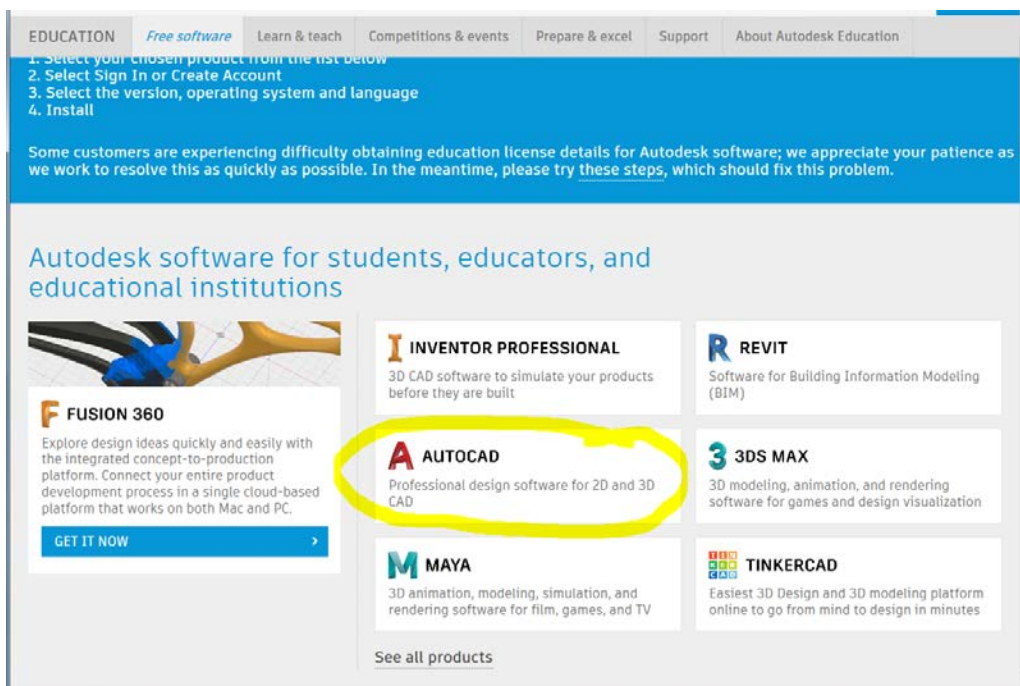 EDUCATION Free software Learn & teach Competitions & events Prepare & excel Support About Autodesk Education
1. Select your chosen product from the list below
2. Select Sign In or Create Account
3. Select the version, operating system and language
4. Install
Some customers are experiencing difficulty obtaining education license details for Autodesk software; we appreciate your patience as
we work to resolve this as quickly as possible. In the meantime, please try these steps, which should fix this problem.
Autodesk software for students, educators, and
educational institutions
FUSION 360
Explore design ideas quickly and easily with
the integrated concept-to-production
platform. Connect your entire product
development process in a single cloud-based
platform that works on both Mac and PC.
GET IT NOW
INVENTOR PROFESSIONAL
3D CAD software to simulate your products
before they are built
REVIT
Software for Building Information Modeling
(BIM)
AUTOCAD
Professional design software for 2D and 3D
CAD
3DS MAX
3D modeling, animation, and rendering
software for games and design visualization
MAYA
3D animation, modeling, simulation, and
rendering software for film, games, and TV
TINKERCAD
Easiest 3D Design and 3D modeling platform
online to go from mind to design in minutes
See all products